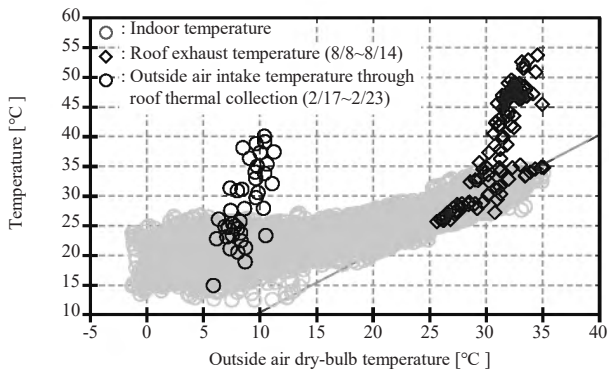 60
55
50
45
40
35
30
25
20
15
10
Temperature [℃]
: Indoor temperature
: Roof exhaust temperature (8/8~8/14)
: Outside air intake temperature through
roof thermal collection (2/17~2/23)
-5 0 5 10 15 20 25 30 35 40
Outside air dry-bulb temperature [℃ ]